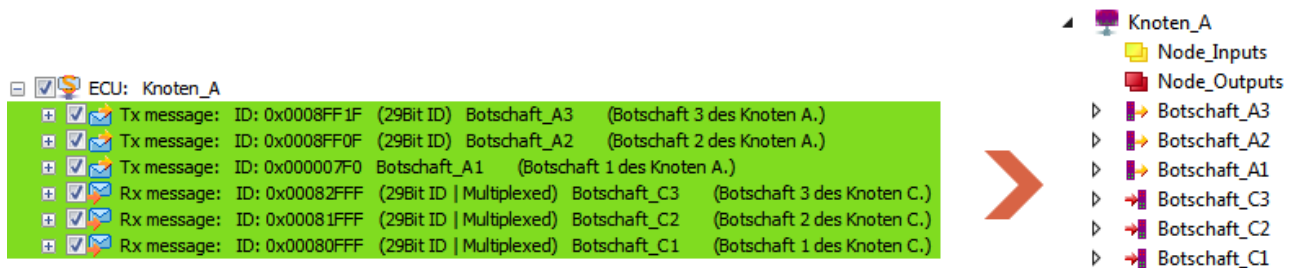 ECU: Knoten_A
Tx message: ID: 0x0008FF1F (29Bit ID) Botschaft_A3 (Botschaft 3 des Knoten A.)
Tx message: ID: 0x0008FF0F (29Bit ID) Botschaft_A2 (Botschaft 2 des Knoten A.)
Tx message: ID: 0x000007F0 Botschaft_A1 (Botschaft 1 des Knoten A.)
Rx message: ID: 0x00082FFF (29Bit ID | Multiplexed) Botschaft_C3 (Botschaft 3 des Knoten C.)
Rx message: ID: 0x00081FFF (29Bit ID | Multiplexed) Botschaft_C2 (Botschaft 2 des Knoten C.)
Rx message: ID: 0x00080FFF (29Bit ID | Multiplexed) Botschaft_C1 (Botschaft 1 des Knoten C.)
Knoten_A
Node_Inputs
Node_Outputs
Botschaft_A3
Botschaft_A2
Botschaft_A1
Botschaft_C3
Botschaft_C2
Botschaft_C1